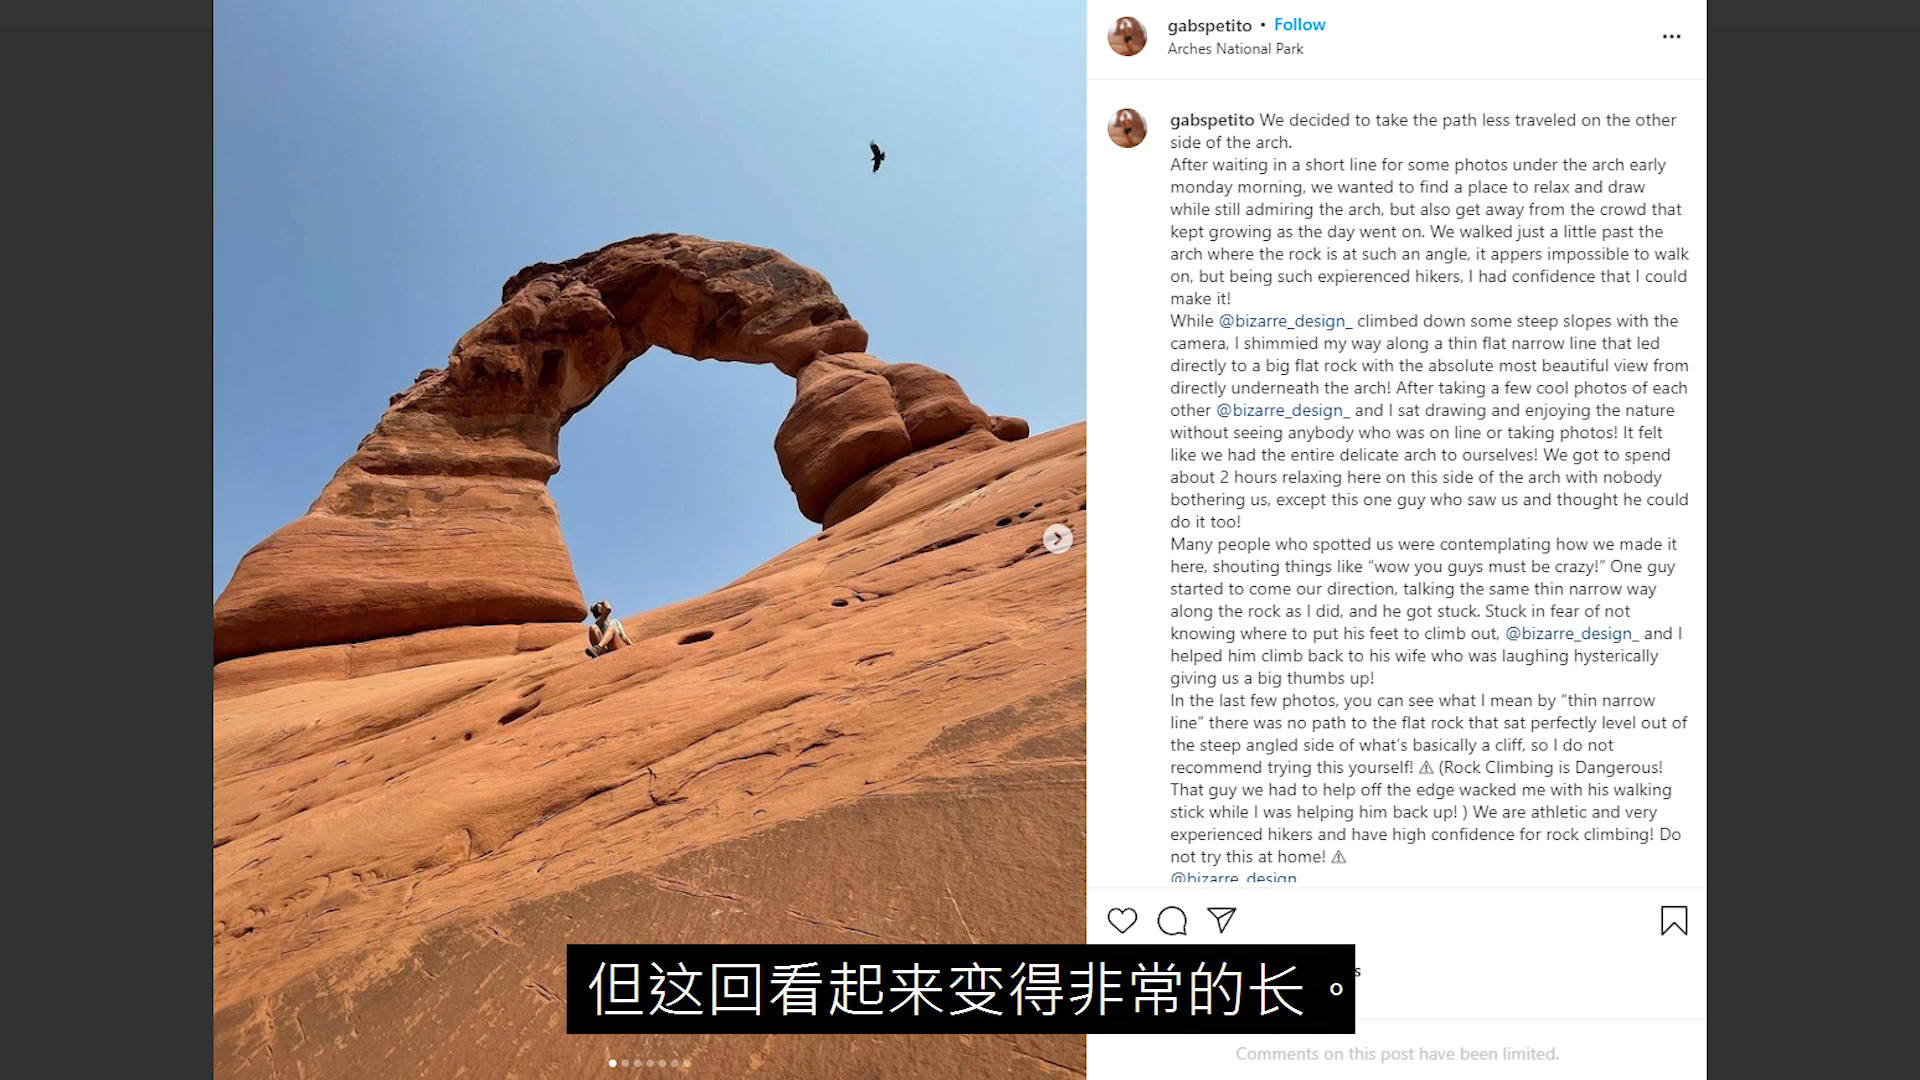 gabspetito • Follow
Arches National Park
gabspetito We decided to take the path less traveled on the other
side of the arch.
After waiting in a short line for some photos under the arch early
monday morning, we wanted to find a place to relax and draw
while still admiring the arch, but also get away from the crowd that
kept growing as the day went on. We walked just a little past the
arch where the rock is at such an angle, it appers impossible to walk
on, but being such expierenced hikers, I had confidence that I could
make it!
While @bizarre_design_ climbed down some steep slopes with the
camera, I shimmied my way along a thin flat narrow line that led
directly to a big flat rock with the absolute most beautiful view from
directly underneath the arch! After taking a few cool photos of each
other @bizarre_design_ and I sat drawing and enjoying the nature
without seeing anybody who was on line or taking photos! It felt
like we had the entire delicate arch to ourselves! We got to spend
about 2 hours relaxing here on this side of the arch with nobody
bothering us, except this one guy who saw us and thought he could
do it too!
Many people who spotted us were contemplating how we made it
here, shouting things like “wow you guys must be crazy!” One guy
started to come our direction, talking the same thin narrow way
along the rock as I did, and he got stuck. Stuck in fear of not
knowing where to put his feet to climb out, @bizarre_design_ and I
helped him climb back to his wife who was laughing hysterically
giving us a big thumbs up!
In the last few photos, you can see what I mean by “thin narrow
line” there was no path to the flat rock that sat perfectly level out of
the steep angled side of what’s basically a cliff, so I do not
recommend trying this yourself! ⚠ (Rock Climbing is Dangerous!
That guy we had to help off the edge wacked me with his walking
stick while I was helping him back up! ) We are athletic and very
experienced hikers and have high confidence for rock climbing! Do
not try this at home! ⚠
@bizarre_design_
但这回看起来变得非常的长。
Comments on this post have been limited.